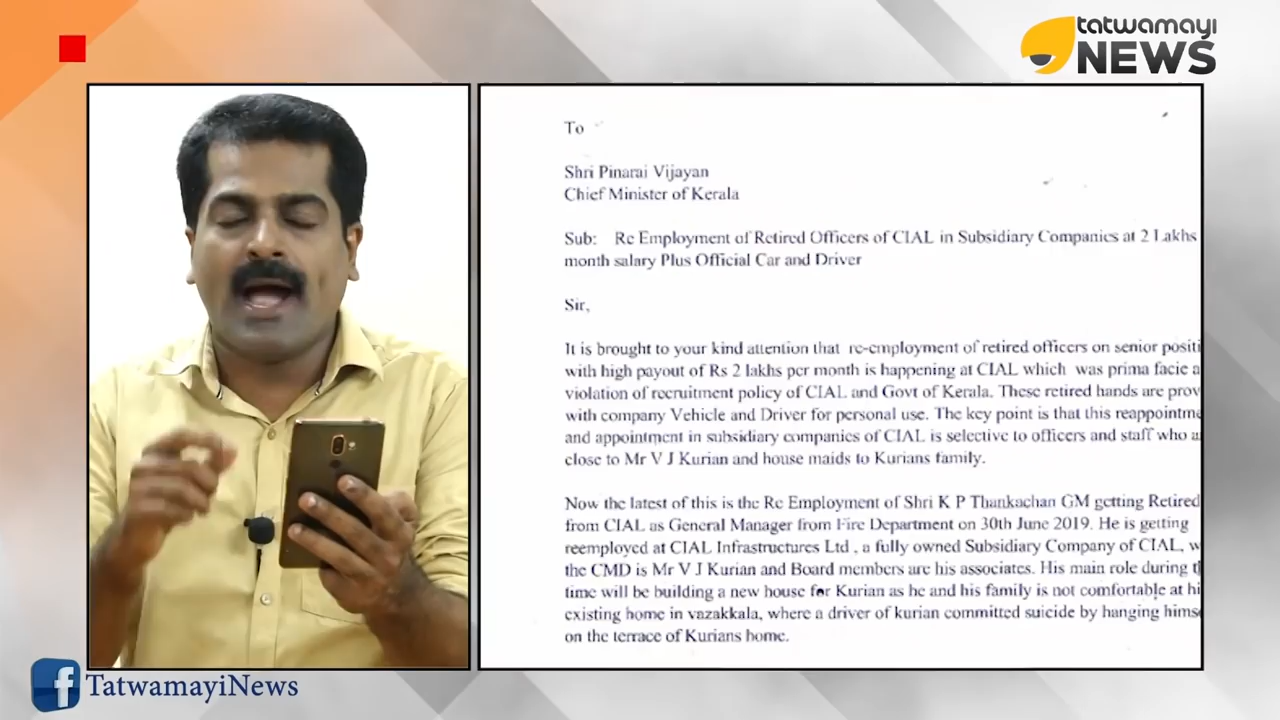 tatwamayi
NEWS
To
Shri Pinarai Vijayan
Chief Minister of Kerala
Sub: Re Employment of Retired Officers of CIAL in Subsidiary Companies at 2 Lakhs
month salary Plus Official Car and Driver
Sir,
It is brought to your kind attention that re-employment of retired officers on senior positi
with high payout of Rs 2 lakhs per month is happening at CIAL which was prima facie a
violation of recruitment policy of CIAL and Govt of Kerala. These retired hands are prov
with company Vehicle and Driver for personal use. The key point is that this reappointme
and appointment in subsidiary companies of CIAL is selective to officers and staff who a
close to Mr V J Kurian and house maids to Kurians family.
Now the latest of this is the Re Employment of Shri K P Thankachan GM getting Retired
from CIAL as General Manager from Fire Department on 30th June 2019. He is getting
reemployed at CIAL Infrastructures Ltd , a fully owned Subsidiary Company of CIAL, w
the CMD is Mr V J Kurian and Board members are his associates. His main role during t
time will be building a new house for Kurian as he and his family is not comfortable at hi
existing home in vazakkala, where a driver of kurian committed suicide by hanging himse
on the terrace of Kurians home.
f TatwamayiNews